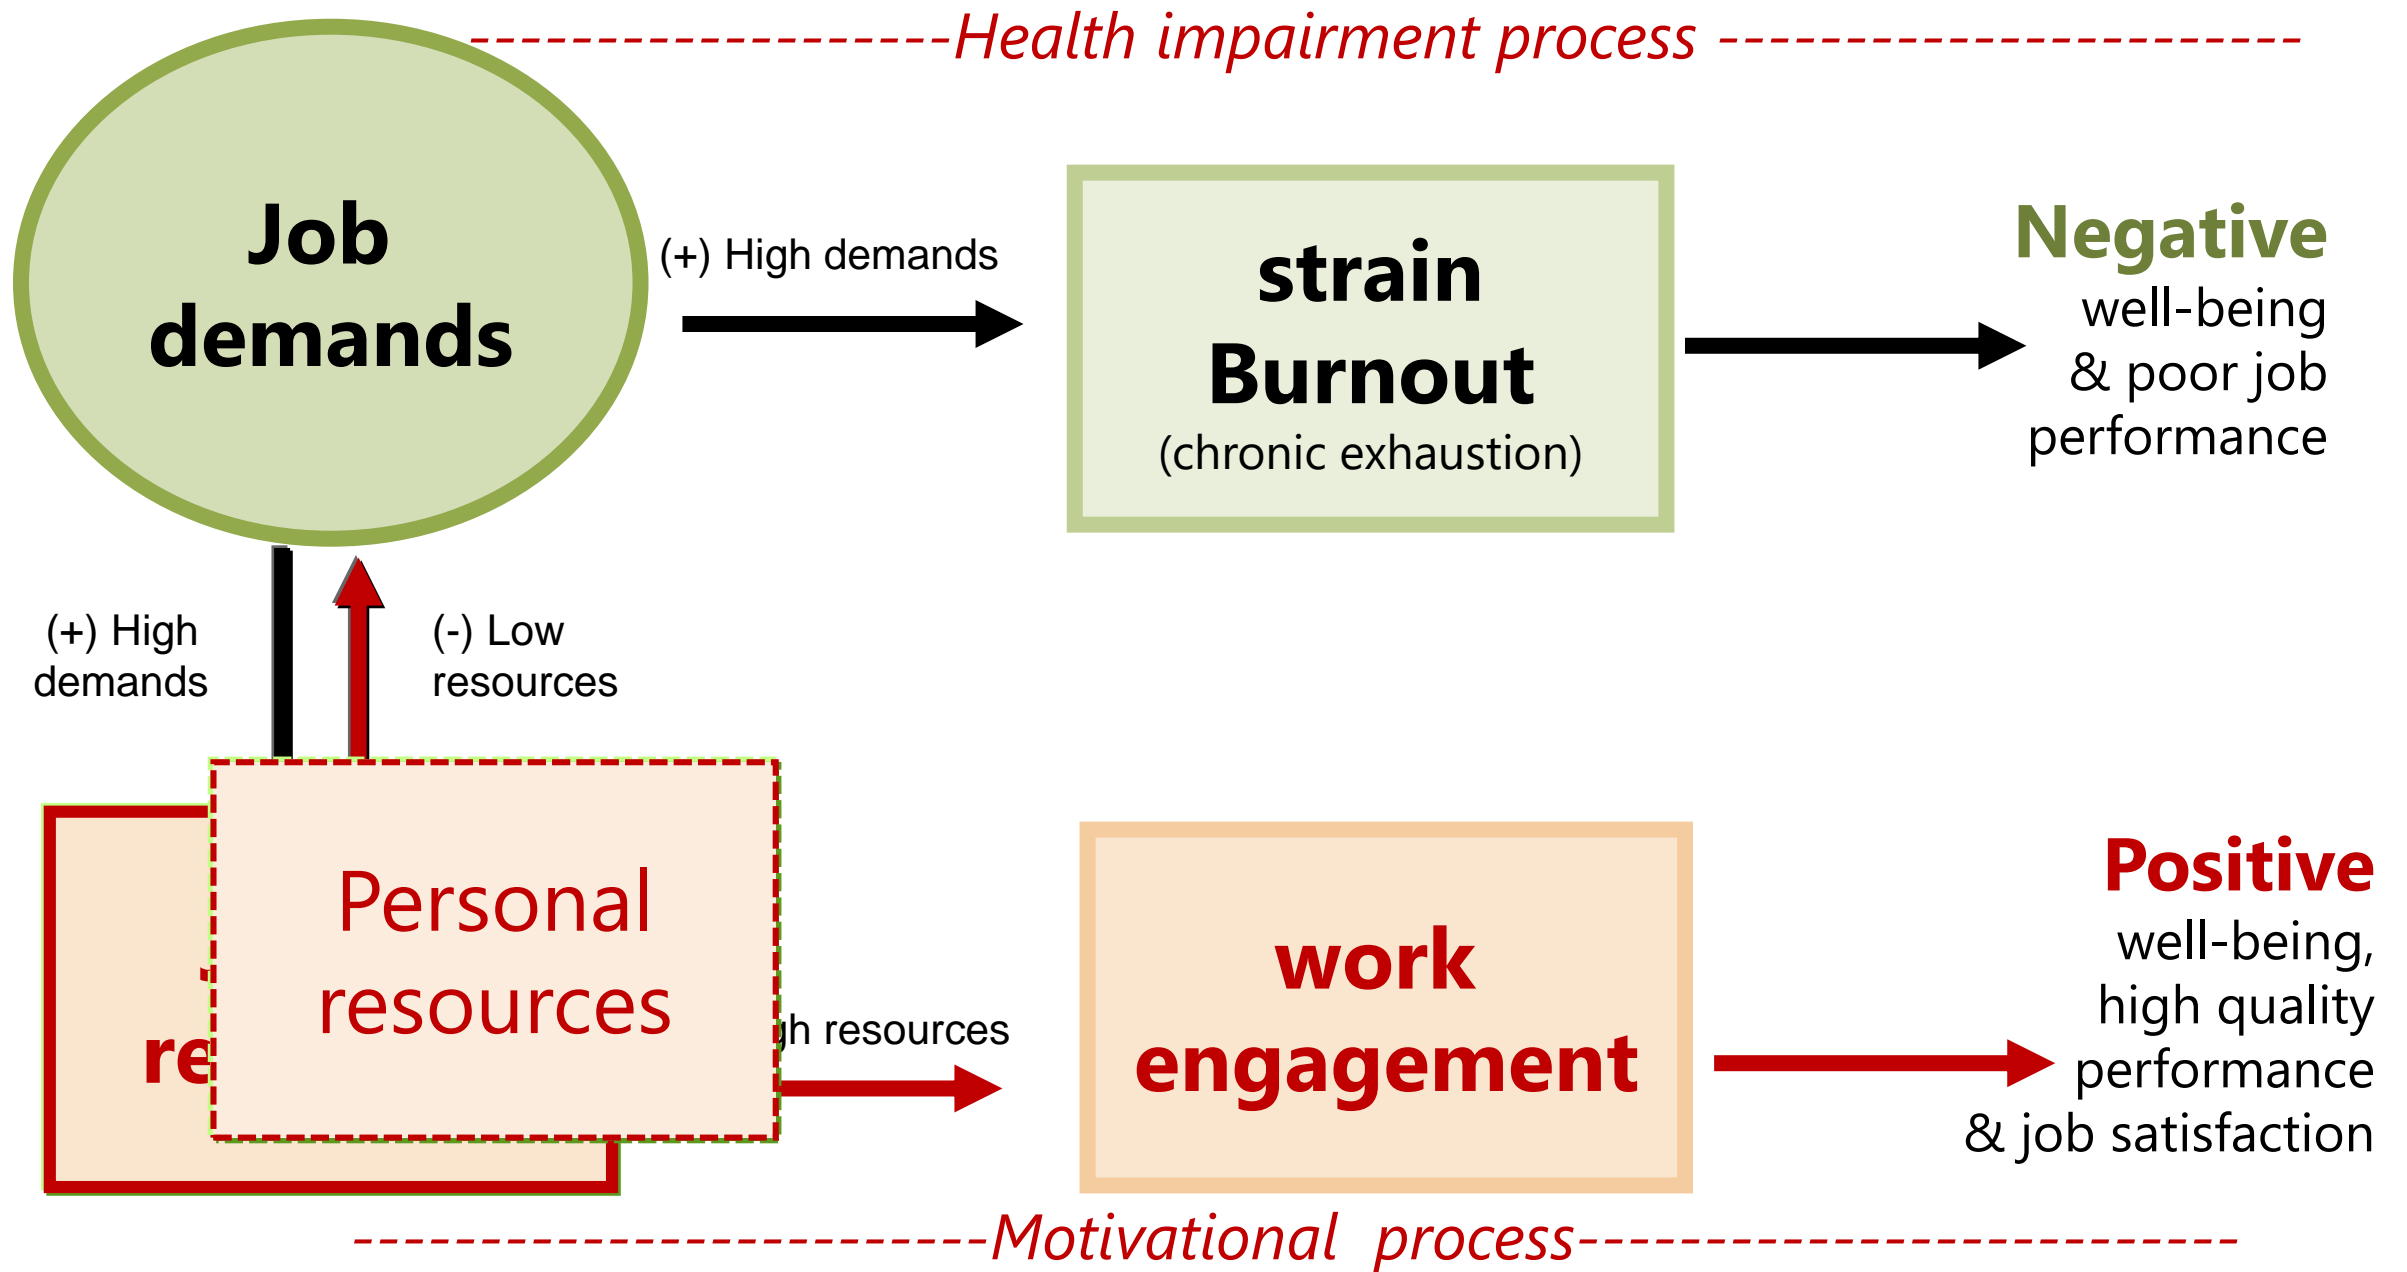 ------------------Health impairment process ----------------------
Job
demands
(+) High demands
strain
Burnout
(chronic exhaustion)
Negative
well-being
& poor job
performance
(+) High
demands
(-) Low
resources
Personal
resources
resources
work
engagement
Positive
well-being,
high quality
performance
& job satisfaction
------------------------Motivational  process-------------------------